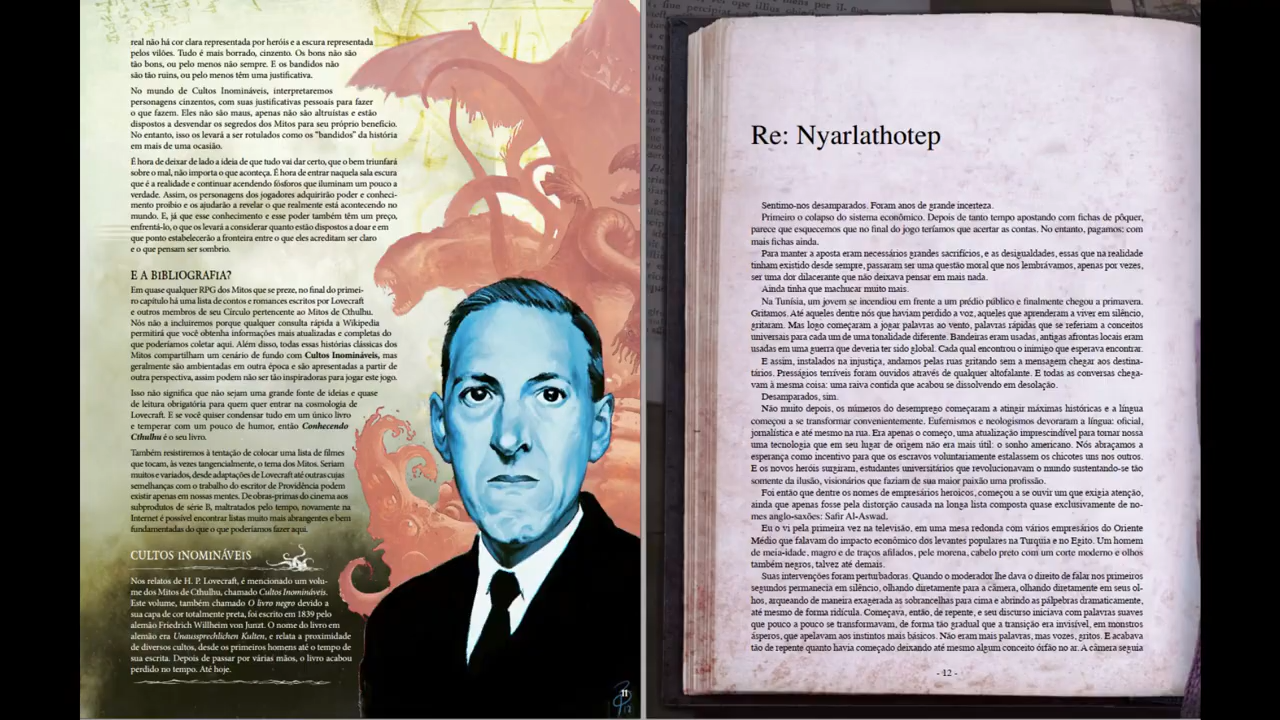 real não há cor clara representada por heróis e a escura representada
pelos vilões. Tudo é mais borrado, cinzento. Os bons não são
tão bons, ou pelo menos não sempre. E os bandidos não
são tão ruins, ou pelo menos têm uma justificativa.
No mundo de Cultos Inomináveis, interpretaremos
personagens cinzentos, com suas justificativas pessoais para fazer
o que fazem. Eles não são maus, apenas não são altruístas e estão
dispostos a desvendar os segredos dos Mitos para seu próprio benefício.
No entanto, isso os levará a ser rotulados como os "bandidos" da história
em mais de uma ocasião.
É hora de deixar de lado a ideia de que tudo vai dar certo, que o bem triunfará
sobre o mal, não importa o que aconteça. É hora de entrar naquela sala escura
que é a realidade e continuar acendendo fósforos que iluminam um pouco a
verdade. Assim, os personagens dos jogadores adquirirão poder e conheci-
mento proibio e os ajudarão a revelar o que realmente está acontecendo no
mundo. E, já que esse conhecimento e esse poder também têm um preço,
enfrentá-lo, o que os levará a considerar quanto estão dispostos a doar e em
que ponto estabelecerão a fronteira entre o que eles acreditam ser claro
e o que pensam ser sombrio.
E A BIBLIOGRAFIA?
Em quase qualquer RPG dos Mitos que se preze, no final do primei-
ro capítulo há uma lista de contos e romances escritos por Lovecraft
e outros membros de seu Círculo pertencente ao Mitos de Cthulhu.
Nós não a incluiremos porque qualquer consulta rápida a Wikipedia
permitirá que você obtenha informações mais atualizadas e completas do
que poderíamos coletar aqui. Além disso, todas essas histórias clássicas dos
Mitos compartilham um cenário de fundo com Cultos Inomináveis, mas
geralmente são ambientadas em outra época e são apresentadas a partir de
outra perspectiva, assim podem não ser tão inspiradoras para jogar este jogo.
Isso não significa que não sejam uma grande fonte de ideias e quase
de leitura obrigatória para quem quer entrar na cosmologia de
Lovecraft. E se você quiser condensar tudo em um único livro
e temperar com um pouco de humor, então Conhecendo
Cthulhu é o seu livro.
Também resistiremos à tentação de colocar uma lista de filmes
que tocam, às vezes tangencialmente, o tema dos Mitos. Seriam
muitos e variados, desde adaptações de Lovecraft até outras cujas
semelhanças com o trabalho do escritor de Providência podem
existir apenas em nossas mentes. De obras-primas do cinema aos
subprodutos de série B, maltratados pelo tempo, novamente na
Internet é possível encontrar listas muito mais abrangentes e bem
fundamentadas do que o que poderíamos fazer aqui.
CULTOS INOMINÁVEIS
Nos relatos de H. P. Lovecraft, é mencionado um volu-
me dos Mitos de Cthulhu, chamado Cultos Inomináveis.
Este volume, também chamado O livro negro devido a
sua capa de cor totalmente preta, foi escrito em 1839 pelo
alemão Friedrich Willheim von Junzt. O nome do livro em
alemão era Unaussprechlichen Kulten, e relata a proximidade
de diversos cultos, desde os primeiros homens até o tempo de
sua escrita. Depois de passar por várias mãos, o livro acabou
perdido no tempo. Até hoje.
11
Re: Nyarlathotep
Sentimo-nos desamparados. Foram anos de grande incerteza.
Primeiro o colapso do sistema econômico. Depois de tanto tempo apostando com fichas de pôquer,
parece que esquecemos que no final do jogo teríamos que acertar as contas. No entanto, pagamos: com
mais fichas ainda.
Para manter a aposta eram necessários grandes sacrifícios, e as desigualdades, essas que na realidade
tinham existido desde sempre, passaram ser uma questão moral que nos lembrávamos, apenas por vezes,
ser uma dor dilacerante que não deixava pensar em mais nada.
Ainda tinha que machucar muito mais.
Na Tunísia, um jovem se incendiou em frente a um prédio público e finalmente chegou a primavera.
Gritamos. Até aqueles dentre nós que haviam perdido a voz, aqueles que aprenderam a viver em silêncio,
gritaram. Mas logo começaram a jogar palavras ao vento, palavras rápidas que se referiam a conceitos
universais para cada um de uma tonalidade diferente. Bandeiras eram usadas, antigas afrontas locais eram
usadas em uma guerra que deveria ter sido global. Cada qual encontrou o inimigo que esperava encontrar.
E assim, instalados na injustiça, andamos pelas ruas gritando sem a mensagem chegar aos destina-
tários. Presságios terríveis foram ouvidos através de qualquer altofalante. E todas as conversas chega-
vam à mesma coisa: uma raiva contida que acabou se dissolvendo em desolação.
Desamparados, sim.
Não muito depois, os números do desemprego começaram a atingir máximas históricas e a língua
começou a se transformar convenientemente. Eufemismos e neologismos devoraram a língua: oficial,
jornalística e até mesmo na rua. Era apenas o começo, uma atualização imprescindível para tornar nossa
uma tecnologia que em seu lugar de origem não era mais útil: o sonho americano. Nós abraçamos a
esperança como incentivo para que os escravos voluntariamente estalassem os chicotes uns nos outros.
E os novos heróis surgiram, estudantes universitários que revolucionavam o mundo sustentando-se tão
somente da ilusão, visionários que faziam de sua maior paixão uma profissão.
Foi então que dentre os nomes de empresários heroicos, começou a se ouvir um que exigia atenção,
ainda que apenas fosse pela distorção causada na longa lista composta quase exclusivamente de no-
mes anglo-saxões: Safir Al-Aswad.
Eu o vi pela primeira vez na televisão, em uma mesa redonda com vários empresários do Oriente
Médio que falavam do impacto econômico dos levantes populares na Turquia e no Egito. Um homem
de meia-idade, magro e de traços afilados, pele morena, cabelo preto com um corte moderno e olhos
também negros, talvez até demais.
Suas intervenções foram perturbadoras. Quando o moderador lhe dava o direito de falar nos primeiros
segundos permanecia em silêncio, olhando diretamente para a câmera, olhando diretamente em seus ol-
hos, arqueando de maneira exagerada as sobrancelhas para cima e abrindo as pálpebras dramaticamente,
até mesmo de forma ridícula. Começava, então, de repente, e seu discurso iniciava com palavras suaves
que pouco a pouco se transformavam, de forma tão gradual que a transição era invisível, em monstros
ásperos, que apelavam aos instintos mais básicos. Não eram mais palavras, mas vozes, gritos. E acabava
tão de repente quanto havia começado deixando até mesmo algum conceito órfão no ar. A câmera seguia
- 12 -